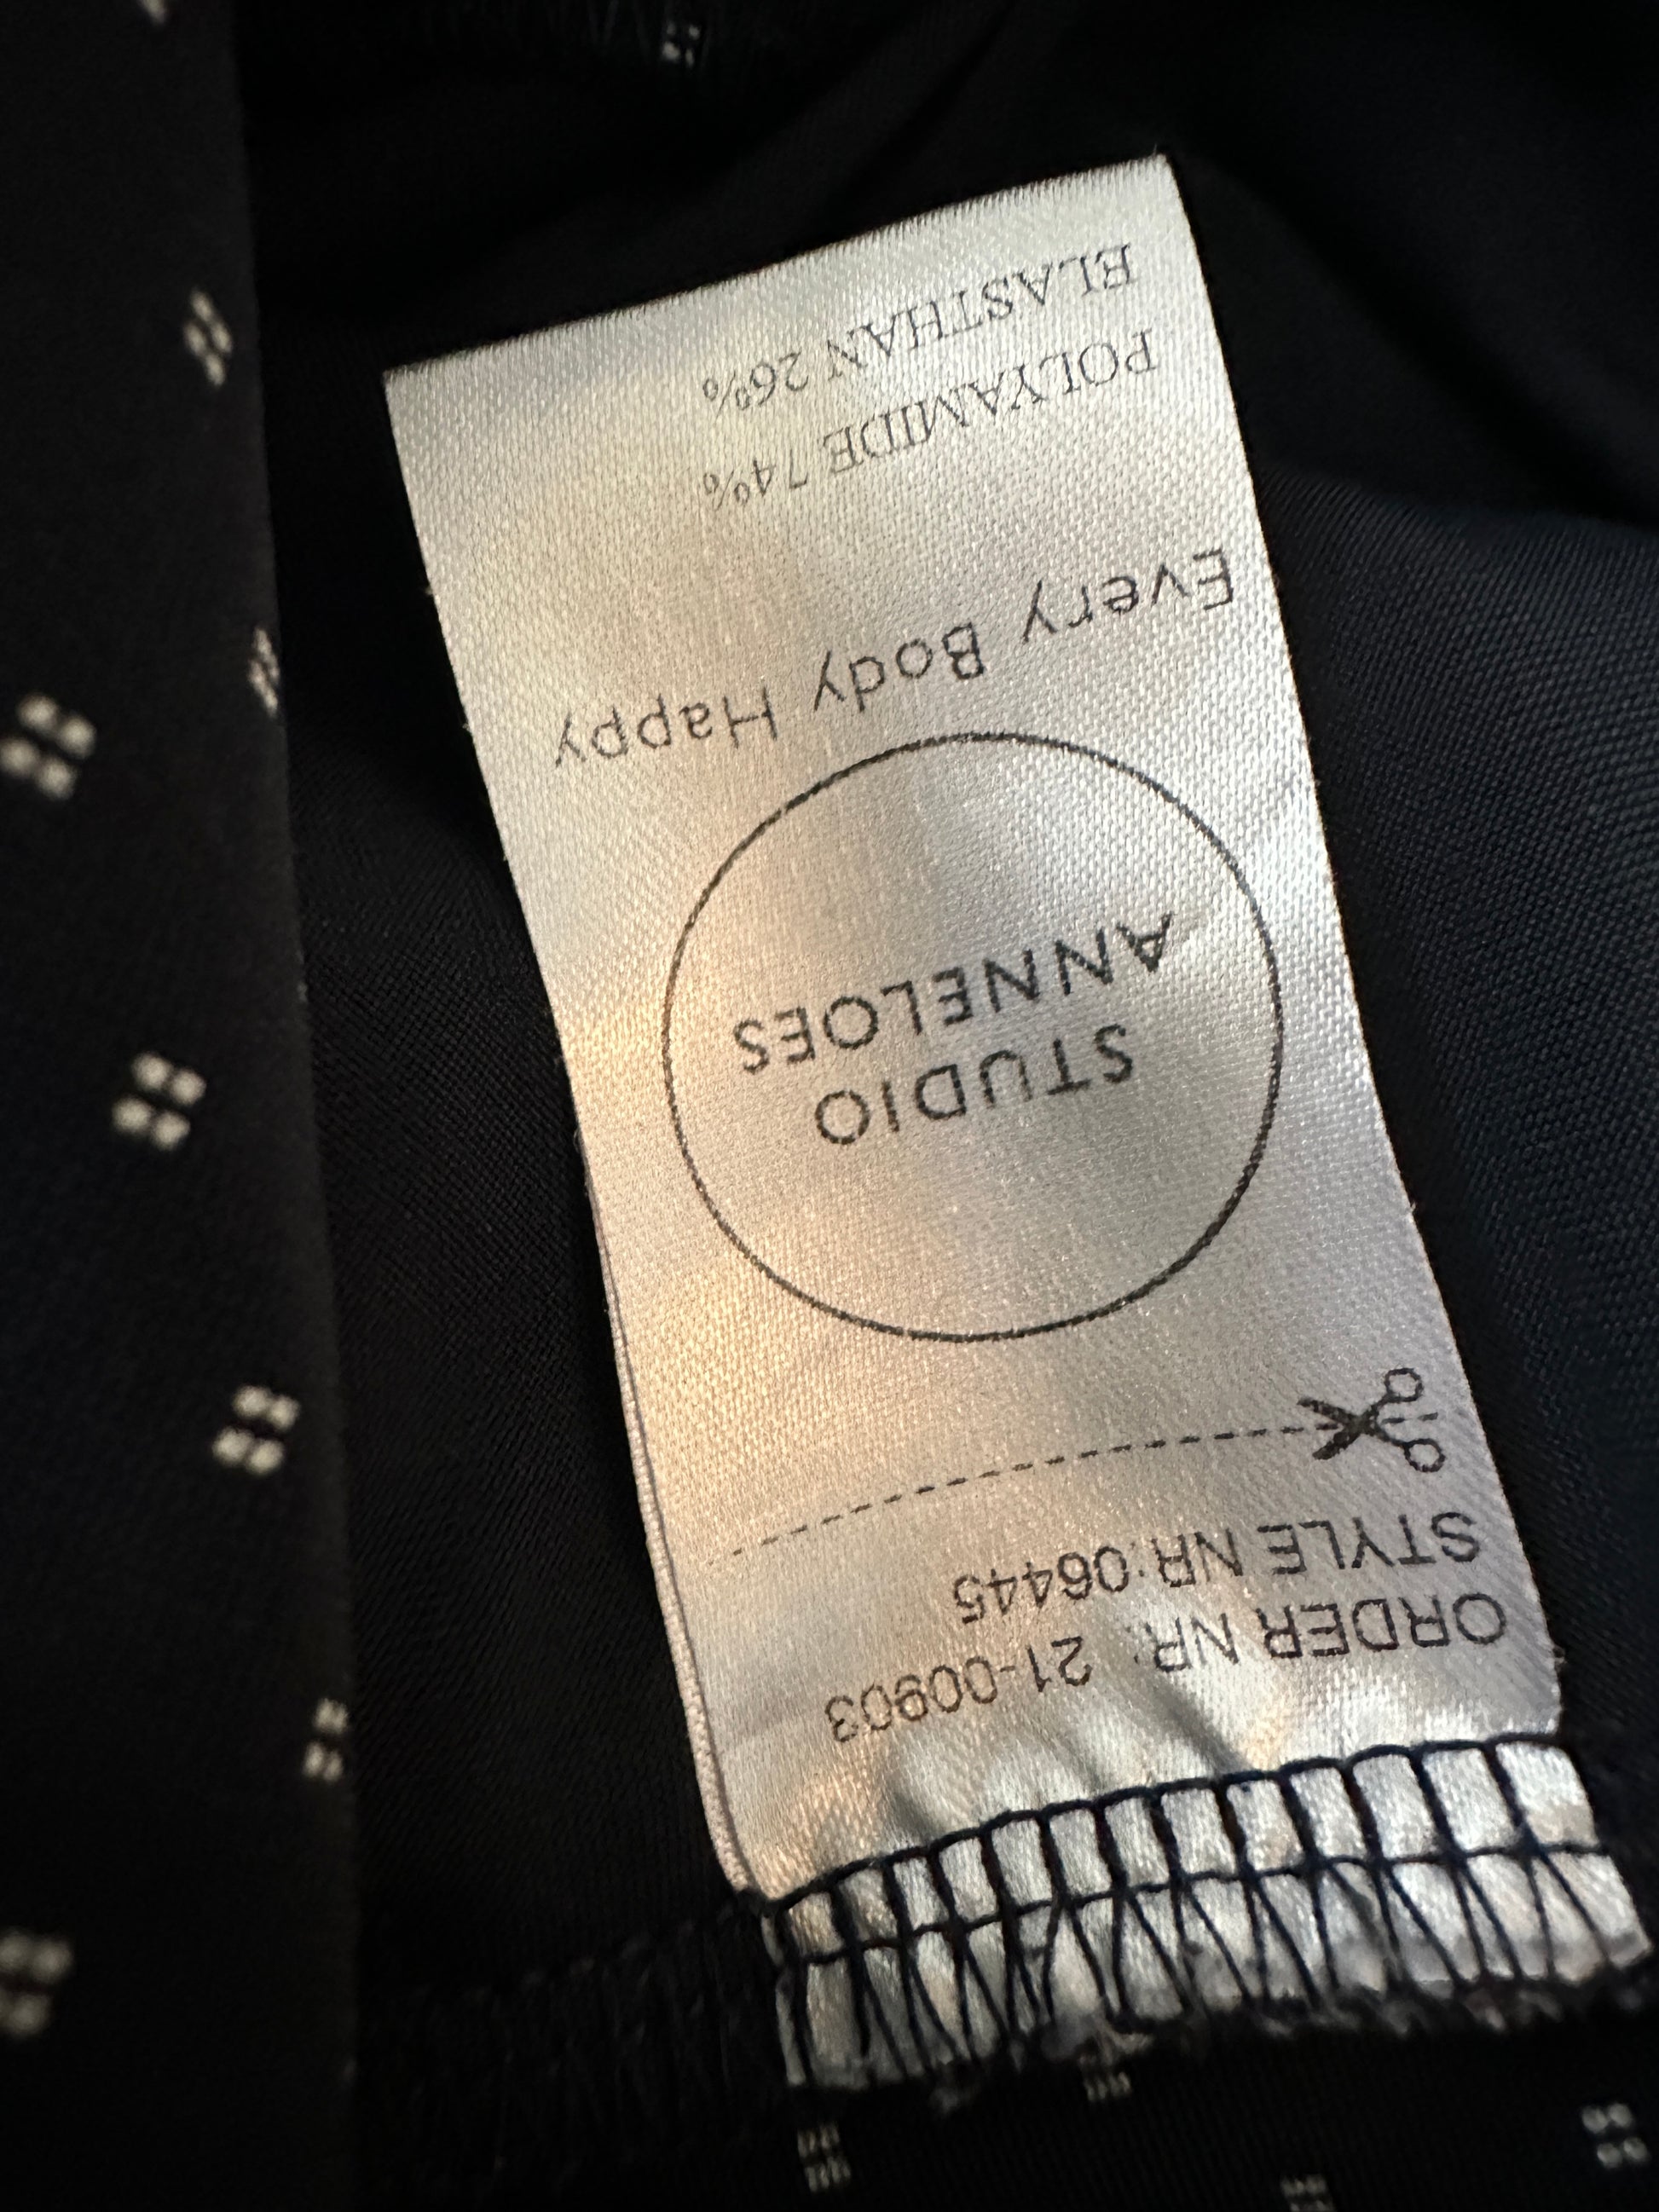 ORDER NR.: 21-00903
STYLE NR:06445
STUDIO
ANNELOES
Every Body Happy
POLYAMIDE 74%
ELASTHAN 26%